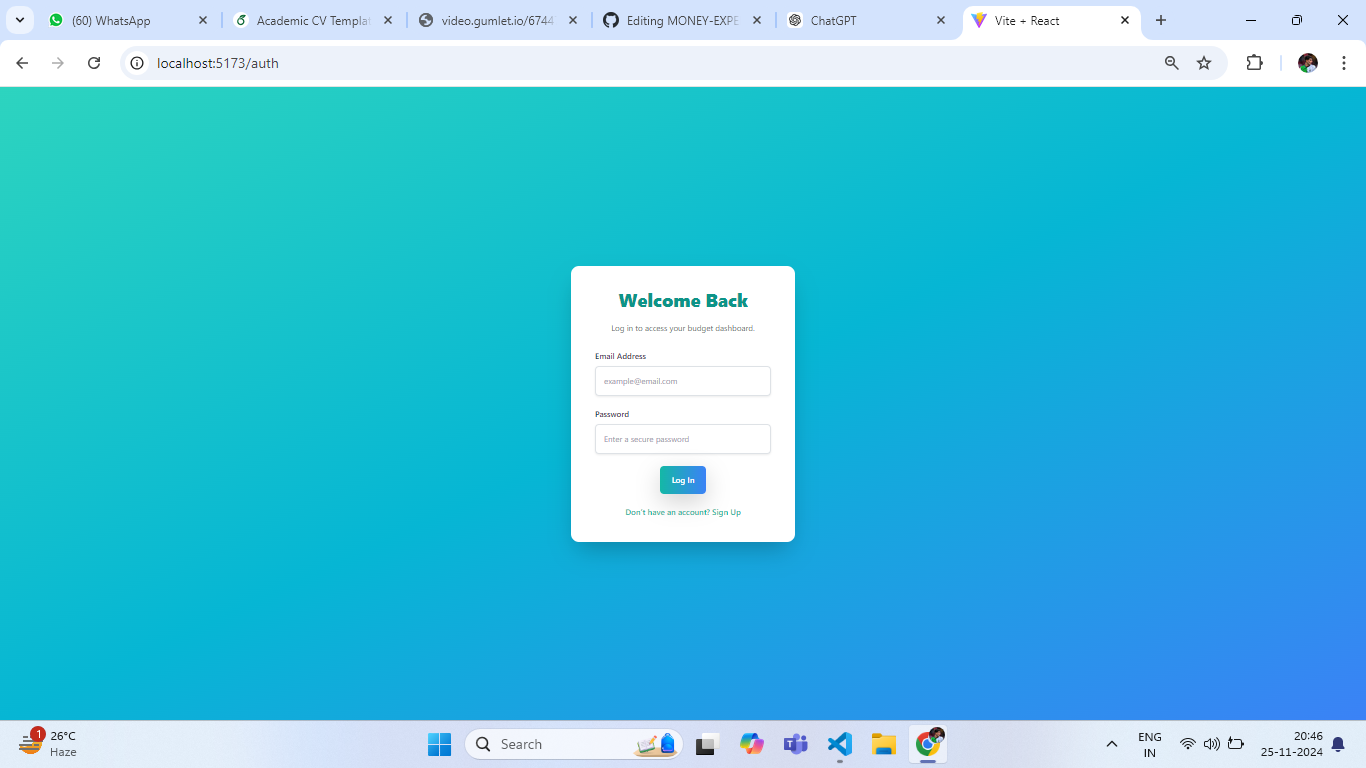 (60) WhatsApp
Academic CV Templat
video.gumlet.io/6744
Editing MONEY-EXPE
ChatGPT
Vite + React
localhost:5173/auth
Welcome Back
Log in to access your budget dashboard.
Email Address
example@email.com
Password
Enter a secure password
Log In
Don't have an account? Sign Up
1
26°C
Haze
Search
ENG
IN
20:46
25-11-2024